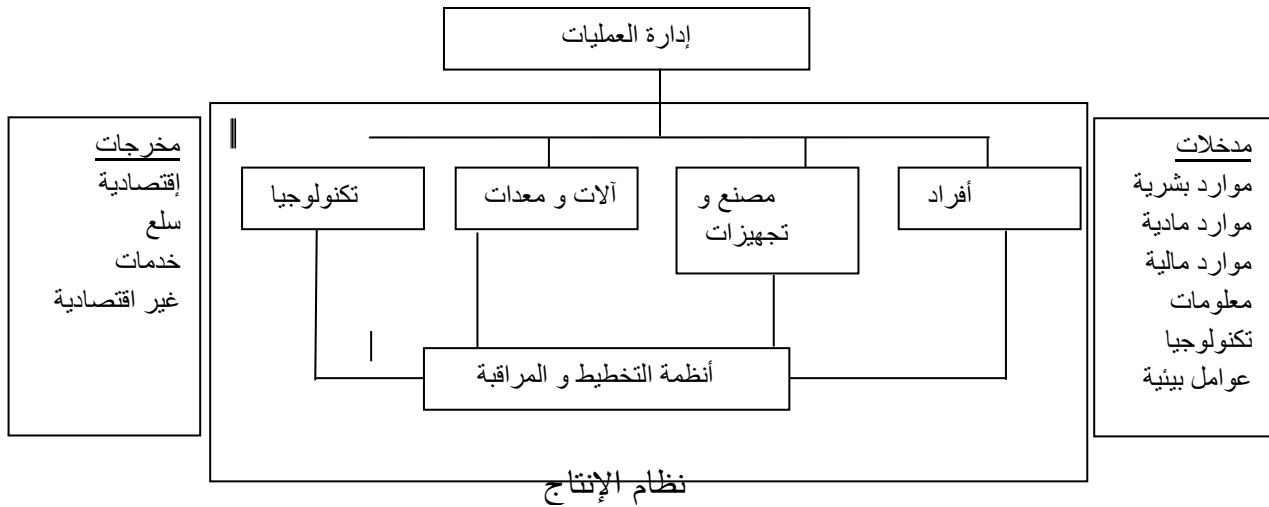 إدارة العمليات
مدخلات
موارد بشرية
موارد مادية
موارد مالية
معلومات
تكنولوجيا
عوامل بيئية
أفراد
مصنع و
تجهيزات
آلات و معدات
تكنولوجيا
أنظمة التخطيط و المراقبة
مخرجات
إقتصادية
سلع
خدمات
غير اقتصادية
نظام الإنتاج